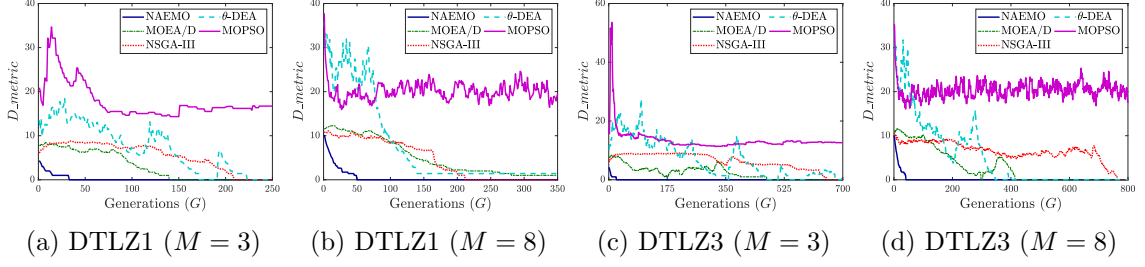 40
30
20
10
0
D_metric
0 50 100 150 200 250
Generations (G)
NAEMO
MOEA/D
NSGA-III
θ-DEA
MOPSO
(a) DTLZ1 (M = 3)
40
30
20
10
0
D_metric
0 50 100 150 200 250 300 350
Generations (G)
NAEMO
MOEA/D
NSGA-III
θ-DEA
MOPSO
(b) DTLZ1 (M = 8)
60
40
20
0
D_metric
0 175 350 525 700
Generations (G)
NAEMO
MOEA/D
NSGA-III
θ-DEA
MOPSO
(c) DTLZ3 (M = 3)
40
30
20
10
0
D_metric
0 200 400 600 800
Generations (G)
NAEMO
MOEA/D
NSGA-III
θ-DEA
MOPSO
(d) DTLZ3 (M = 8)